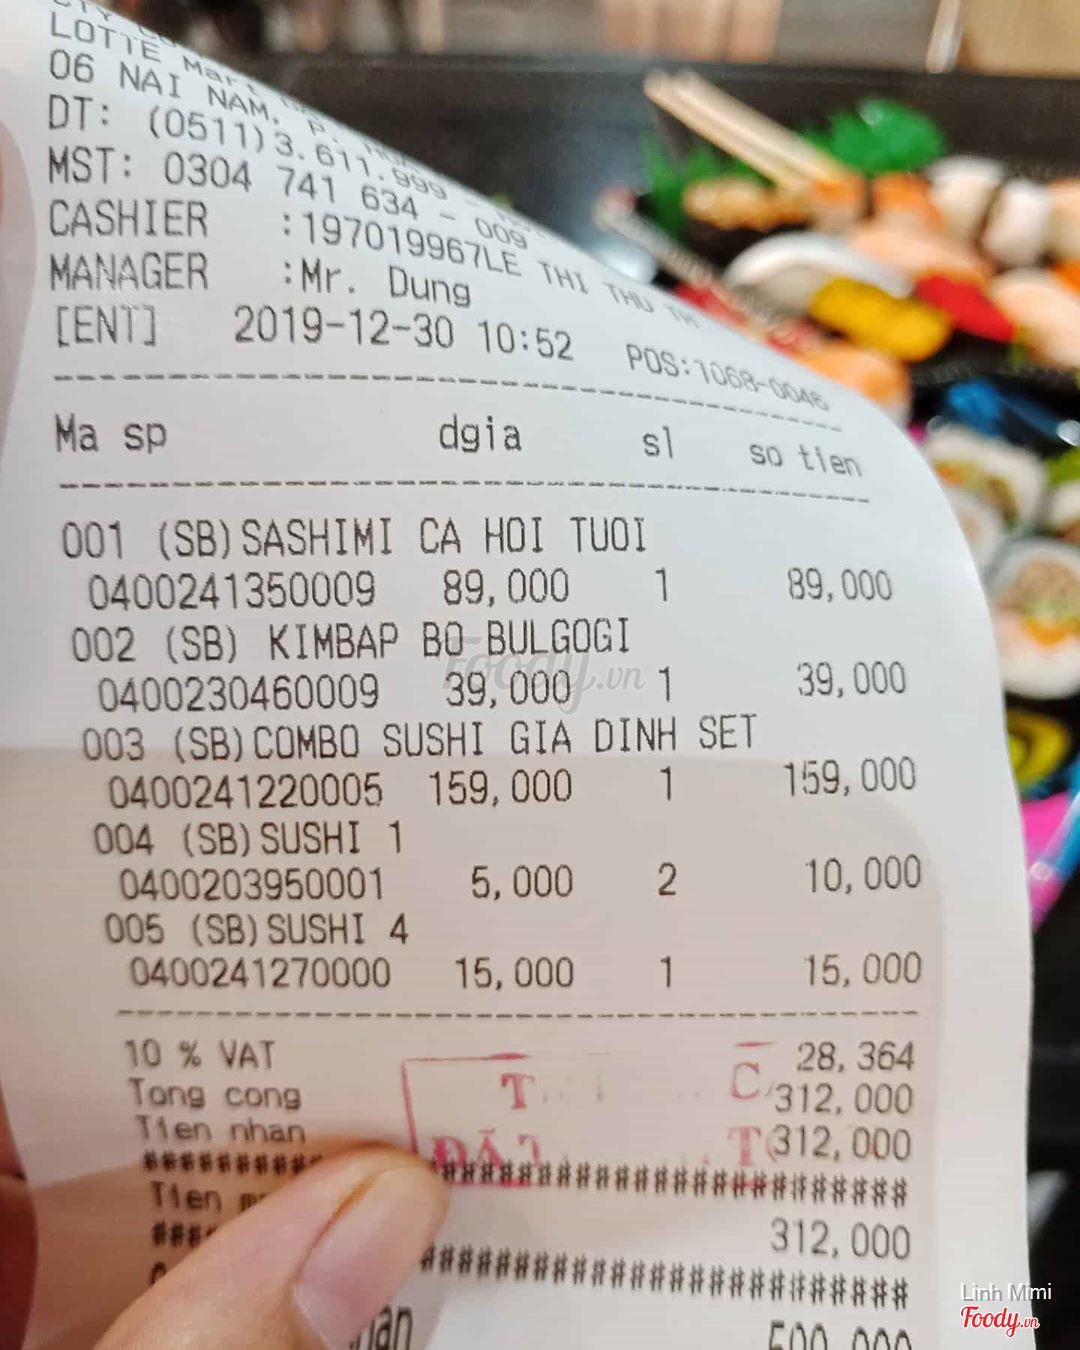 LOTTE Mart
06 NAI NAM, P.
DT: (0511)3.611.999 -
MST: 0304 741 634 - 009
CASHIER :197019967LE THI THU TH
MANAGER :Mr. Dung
[ENT] 2019-12-30 10:52 POS:1068-0046
Ma sp dgia sl so tien
001 (SB)SASHIMI CA HOI TUOI
0400241350009 89,000 1 89,000
002 (SB) KIMBAP BO BULGOGI
0400230460009 39,000 1 39,000
003 (SB)COMBO SUSHI GIA DINH SET
0400241220005 159,000 1 159,000
004 (SB)SUSHI 1
0400203950001 5,000 2 10,000
005 (SB)SUSHI 4
0400241270000 15,000 1 15,000
10 % VAT 28,364
Tong cong 312,000
Tien nhan 312,000
Tien 312,000
Foody.vn
Linh Mimi
Foody.vn